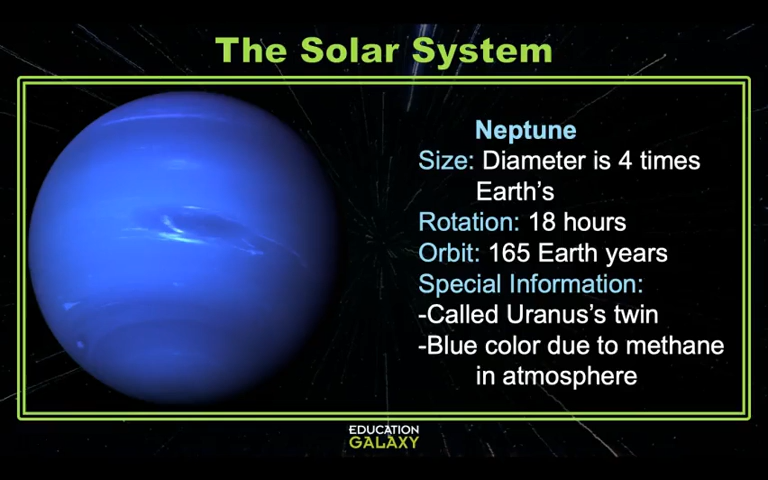 The Solar System
Neptune
Size: Diameter is 4 times
Earth's
Rotation: 18 hours
Orbit: 165 Earth years
Special Information:
-Called Uranus's twin
-Blue color due to methane
in atmosphere
EDUCATION
GALAXY